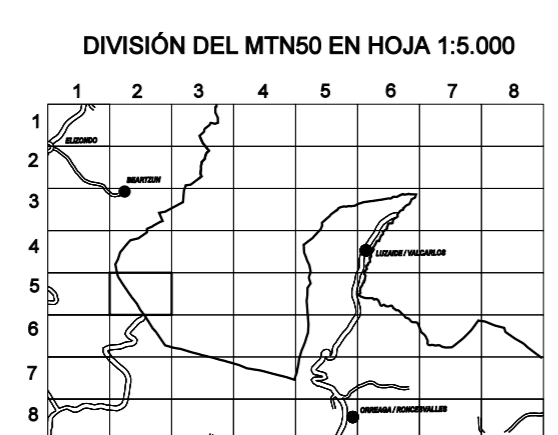 DIVISIÓN DEL MTN50 EN HOJA 1:5.000
1 2 3 4 5 6 7 8
1
ELIZONDO
2
BEARTZUN
3
4
LUZAIDE / VALCARLOS
5
6
7
8
ORREAGA / RONCESVALLES